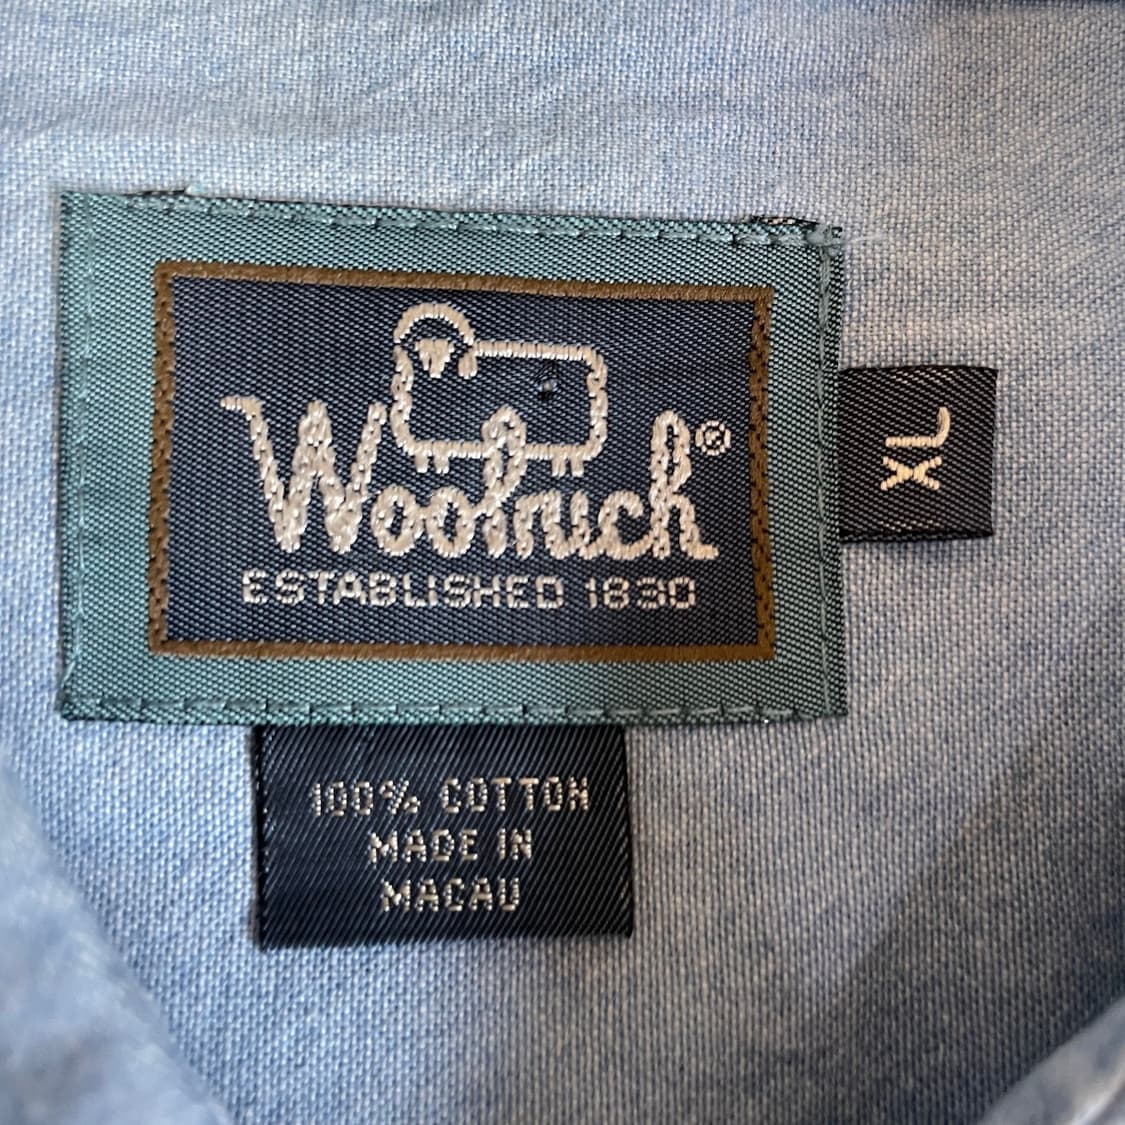 Woolrich®
ESTABLISHED 1830
XL
100% COTTON
MADE IN
MACAU